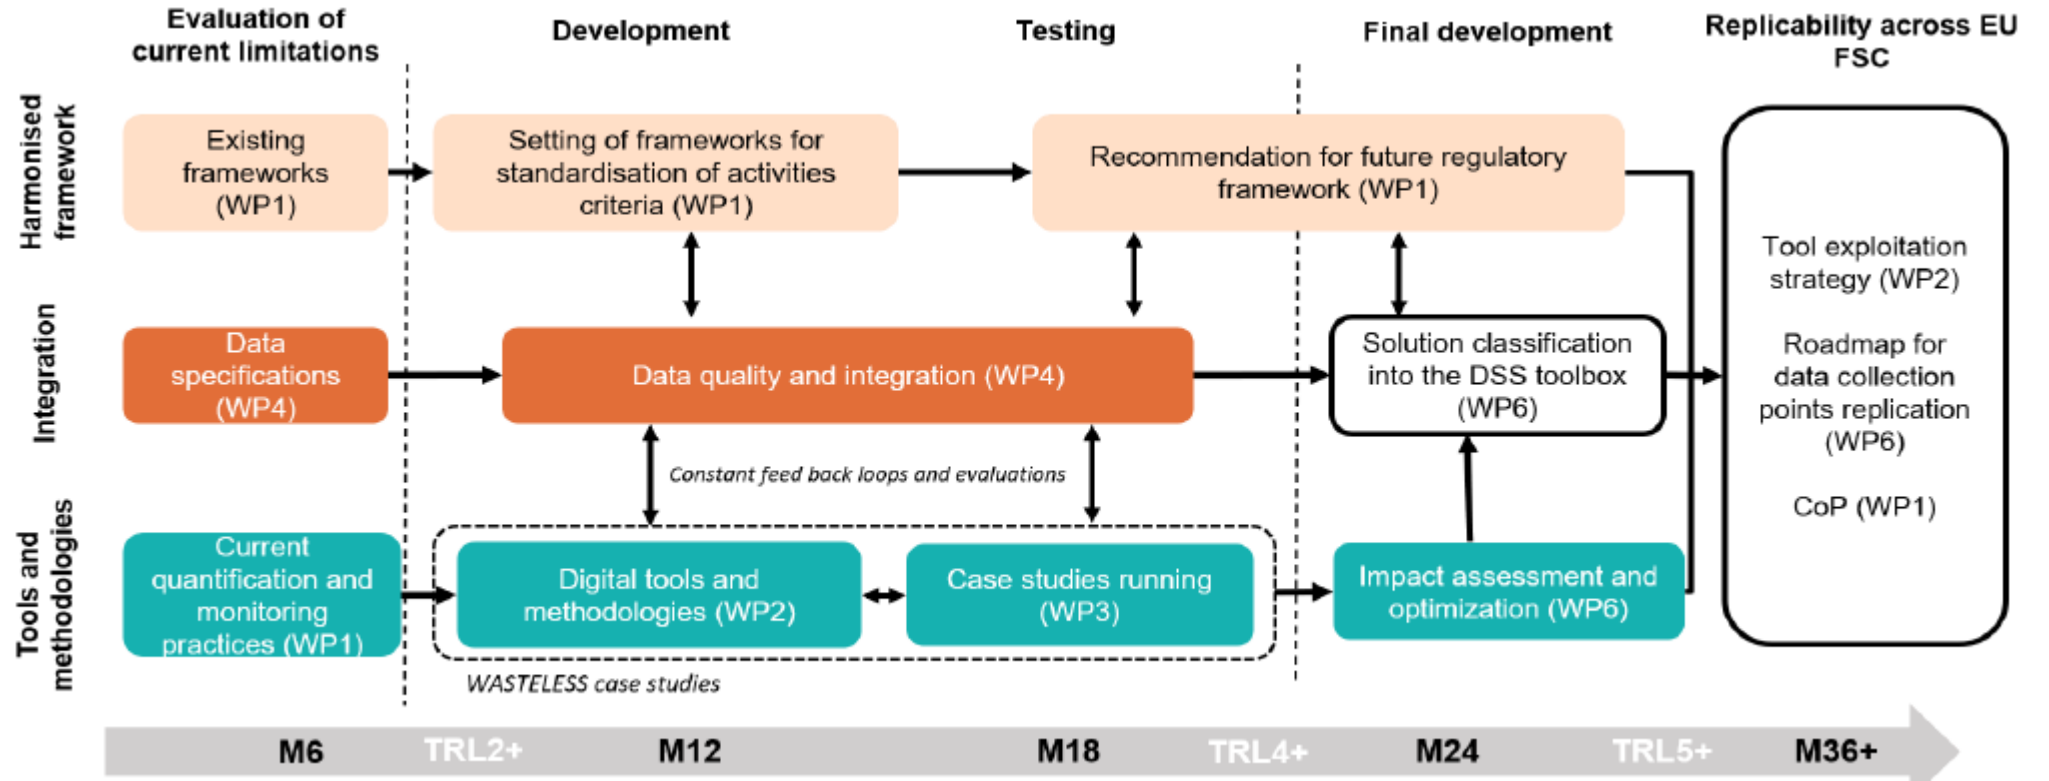 Evaluation of
current limitations
Development
Testing
Final development
Replicability across EU
FSC
Harmonised
framework
Existing
frameworks
(WP1)
Setting of frameworks for
standardisation of activities
criteria (WP1)
Recommendation for future regulatory
framework (WP1)
Integration
Data
specifications
(WP4)
Data quality and integration (WP4)
Solution classification
into the DSS toolbox
(WP6)
Tool exploitation
strategy (WP2)
Roadmap for
data collection
points replication
(WP6)
CoP (WP1)
Constant feed back loops and evaluations
Tools and
methodologies
Current
quantification and
monitoring
practices (WP1)
Digital tools and
methodologies (WP2)
Case studies running
(WP3)
Impact assessment and
optimization (WP6)
WASTELESS case studies
M6 TRL2+ M12 M18 TRL4+ M24 TRL5+ M36+